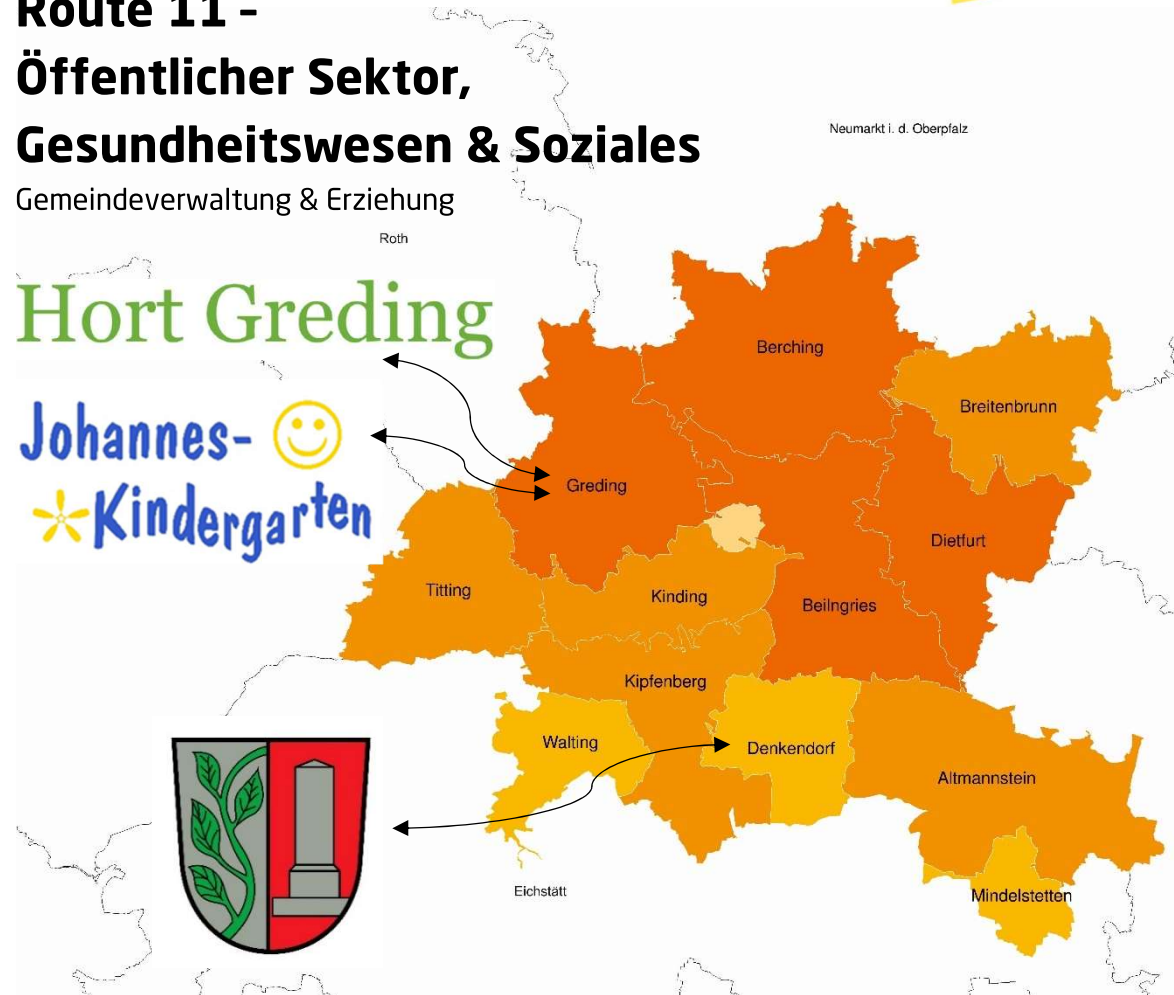 Route 11 –
Öffentlicher Sektor,
Gesundheitswesen & Soziales
Gemeindeverwaltung & Erziehung
Neumarkt i. d. Oberpfalz
Roth
Hort Greding
Johannes-
Kindergarten
Berching
Breitenbrunn
Greding
Dietfurt
Titting
Kinding
Beilngries
Kipfenberg
Walting
Denkendorf
Altmannstein
Eichstätt
Mindelstetten